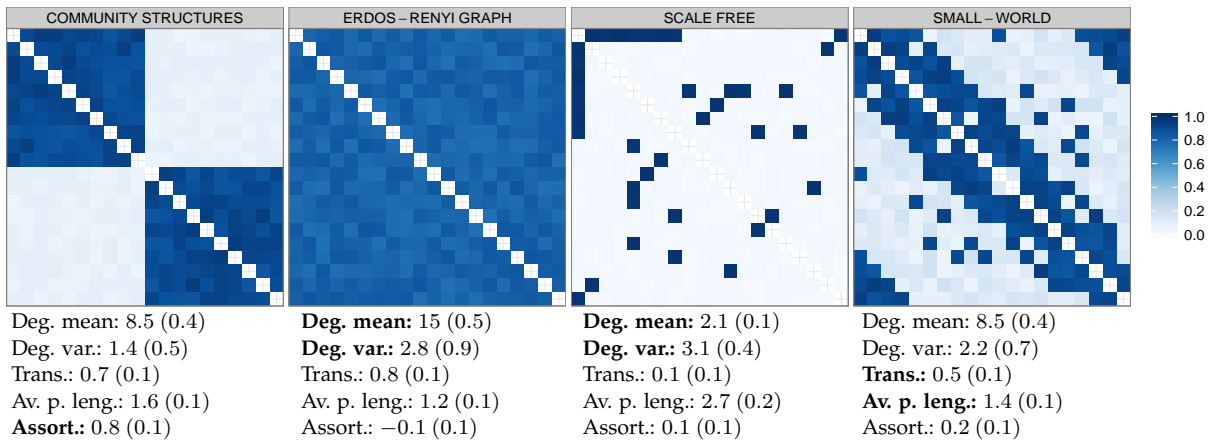 COMMUNITY STRUCTURES
ERDOS – RENYI GRAPH
SCALE FREE
SMALL – WORLD
1.0
0.8
0.6
0.4
0.2
0.0
Deg. mean: 8.5 (0.4)
Deg. var.: 1.4 (0.5)
Trans.: 0.7 (0.1)
Av. p. leng.: 1.6 (0.1)
Assort.: 0.8 (0.1)
Deg. mean: 15 (0.5)
Deg. var.: 2.8 (0.9)
Trans.: 0.8 (0.1)
Av. p. leng.: 1.2 (0.1)
Assort.: −0.1 (0.1)
Deg. mean: 2.1 (0.1)
Deg. var.: 3.1 (0.4)
Trans.: 0.1 (0.1)
Av. p. leng.: 2.7 (0.2)
Assort.: 0.1 (0.1)
Deg. mean: 8.5 (0.4)
Deg. var.: 2.2 (0.7)
Trans.: 0.5 (0.1)
Av. p. leng.: 1.4 (0.1)
Assort.: 0.2 (0.1)